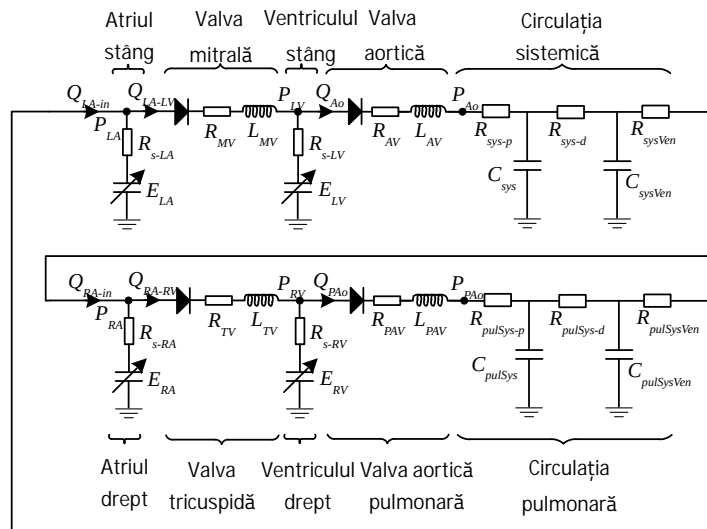 Atriul Valva Ventriculul Valva Circulația
stâng mitrală stâng aortică sistemică
Q_LA-in Q_LA-LV P_LV Q_Ao P_Ao
P_LA R_MV L_MV R_AV L_AV R_sys-p R_sys-d R_sysVen
R_s-LA R_s-LV
C_sys C_sysVen
E_LA E_LV
Q_RA-in Q_RA-RV P_RV Q_PAo P_PAo
P_RA R_TV L_TV R_PAV L_PAV R_pulSys-p R_pulSys-d R_pulSysVen
R_s-RA R_s-RV
C_pulSys C_pulSysVen
E_RA E_RV
Atriul Valva Ventriculul Valva aortică Circulația
drept tricuspidă drept pulmonară pulmonară